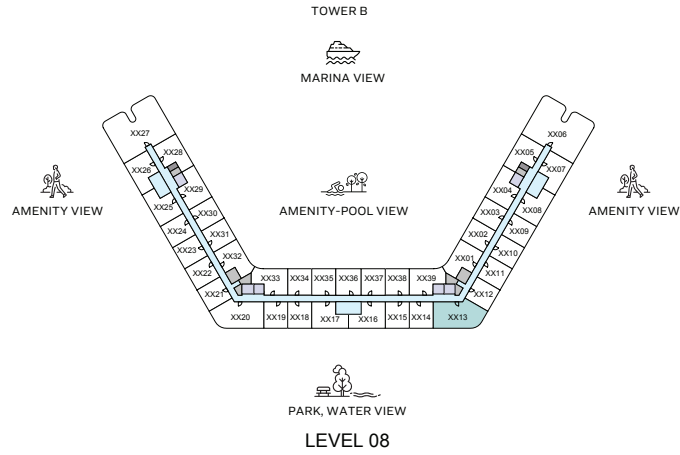 TOWER B
MARINA VIEW
XX27
XX06
XX28
XX05
XX26
XX07
XX29
XX04
AMENITY VIEW
AMENITY-POOL VIEW
AMENITY VIEW
XX25
XX30
XX03
XX08
XX24
XX31
XX02
XX09
XX23
XX32
XX01
XX10
XX22
XX33
XX34
XX35
XX36
XX37
XX38
XX39
XX11
XX21
XX12
XX20
XX19
XX18
XX17
XX16
XX15
XX14
XX13
PARK, WATER VIEW
LEVEL 08